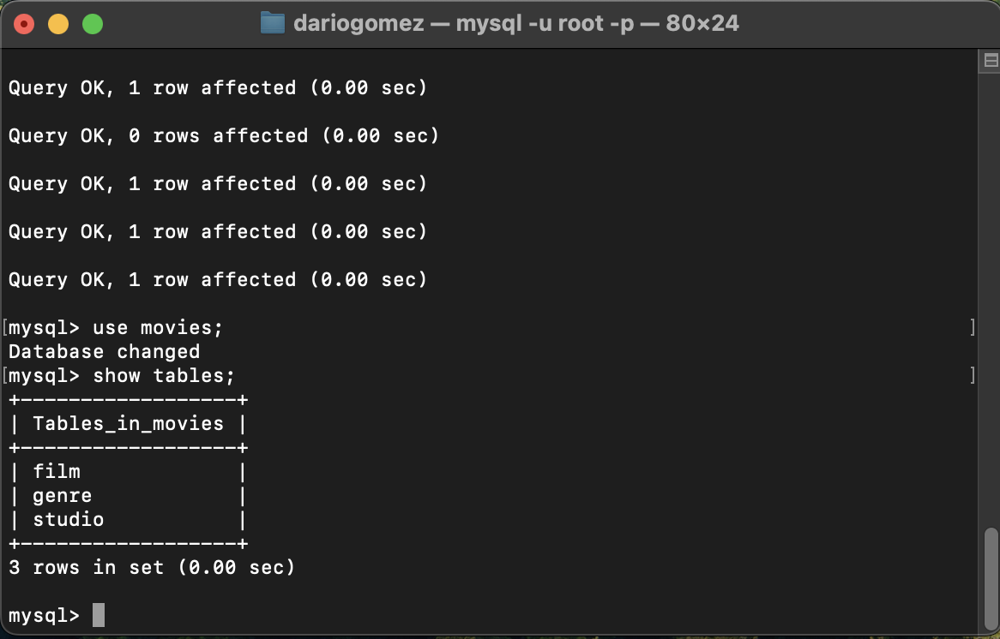 dariogomez — mysql -u root -p — 80×24
Query OK, 1 row affected (0.00 sec)
Query OK, 0 rows affected (0.00 sec)
Query OK, 1 row affected (0.00 sec)
Query OK, 1 row affected (0.00 sec)
Query OK, 1 row affected (0.00 sec)
[mysql> use movies; ]
Database changed
[mysql> show tables; ]
+------------------+
| Tables_in_movies |
+------------------+
| film             |
| genre            |
| studio           |
+------------------+
3 rows in set (0.00 sec)
mysql>